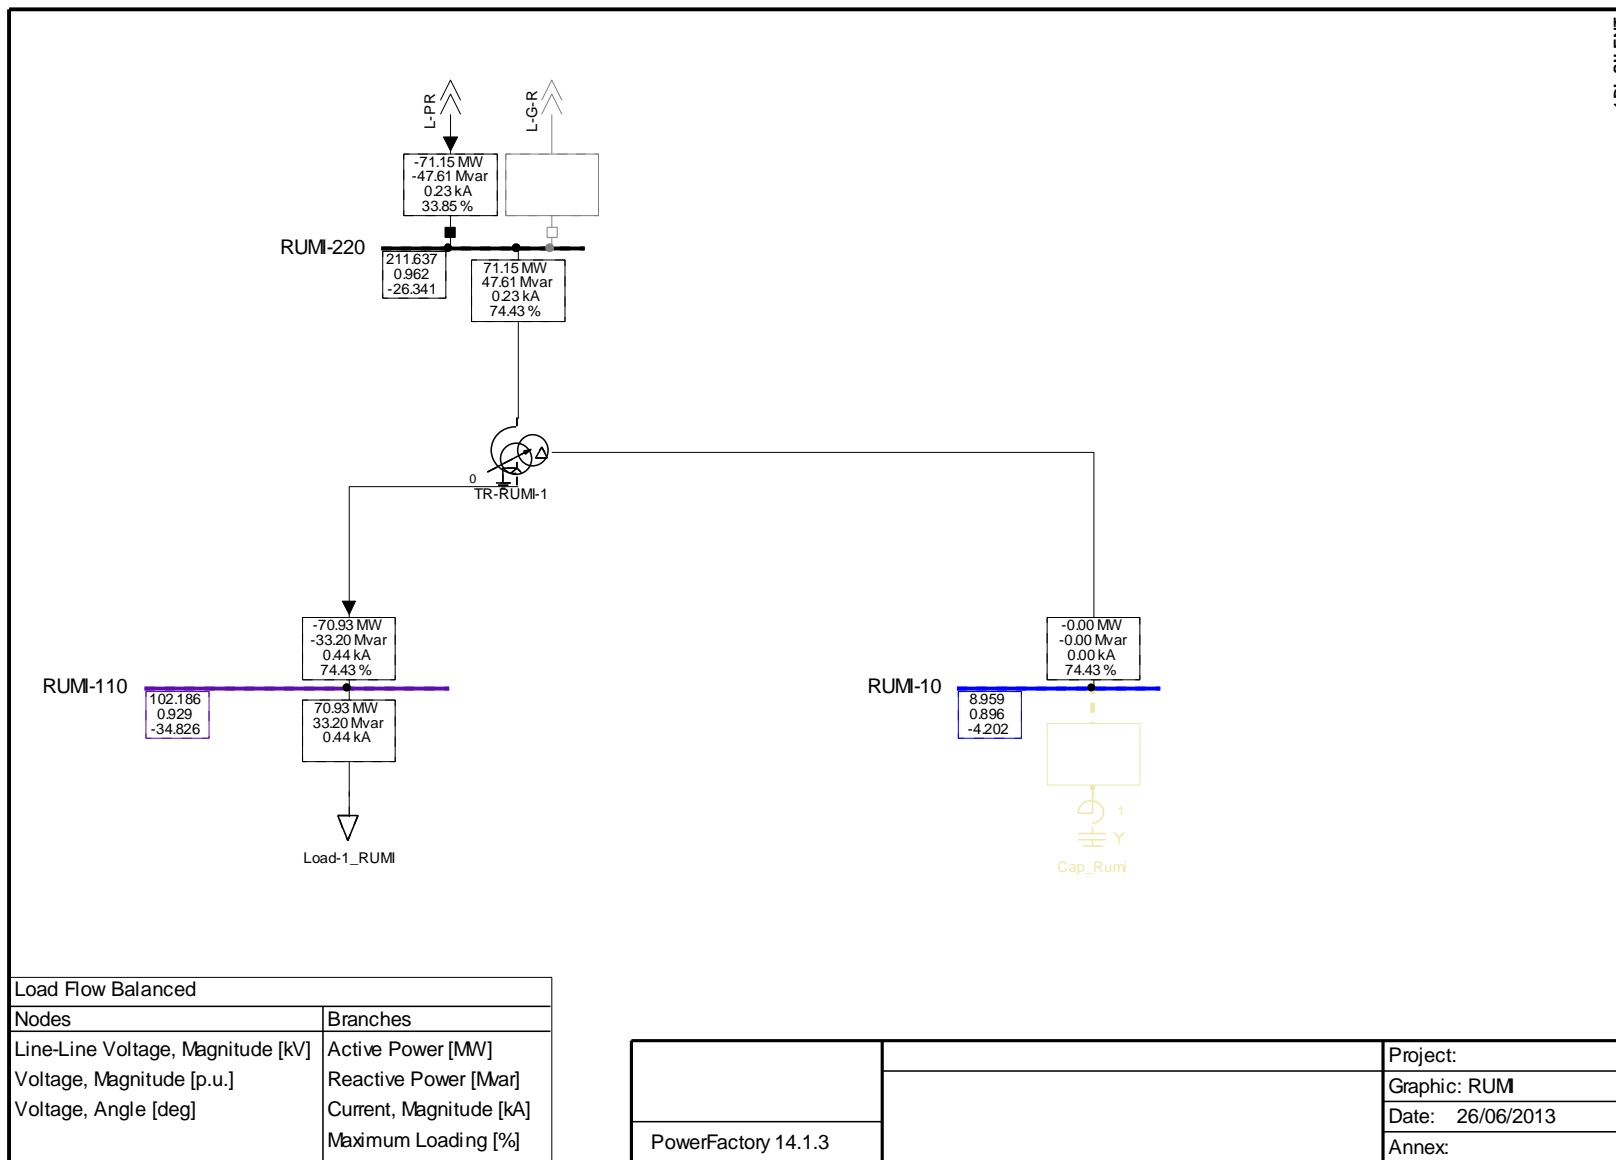 L-PR
L-G-R
-71.15 MW
-47.61 Mvar
0.23 kA
33.85 %
RUMI-220
211.637
0.962
-26.341
71.15 MW
47.61 Mvar
0.23 kA
74.43 %
0
TR-RUMI-1
-70.93 MW
-33.20 Mvar
0.44 kA
74.43 %
-0.00 MW
-0.00 Mvar
0.00 kA
74.43 %
RUMI-110
102.186
0.929
-34.826
70.93 MW
33.20 Mvar
0.44 kA
RUMI-10
8.959
0.896
-4.202
1
Y
Load-1_RUMI
Cap_Rumi
Load Flow Balanced
Nodes
Branches
Line-Line Voltage, Magnitude [kV]
Active Power [MW]
Voltage, Magnitude [p.u.]
Reactive Power [Mvar]
Voltage, Angle [deg]
Current, Magnitude [kA]
Maximum Loading [%]
PowerFactory 14.1.3
Project:
Graphic: RUMI
Date: 26/06/2013
Annex: